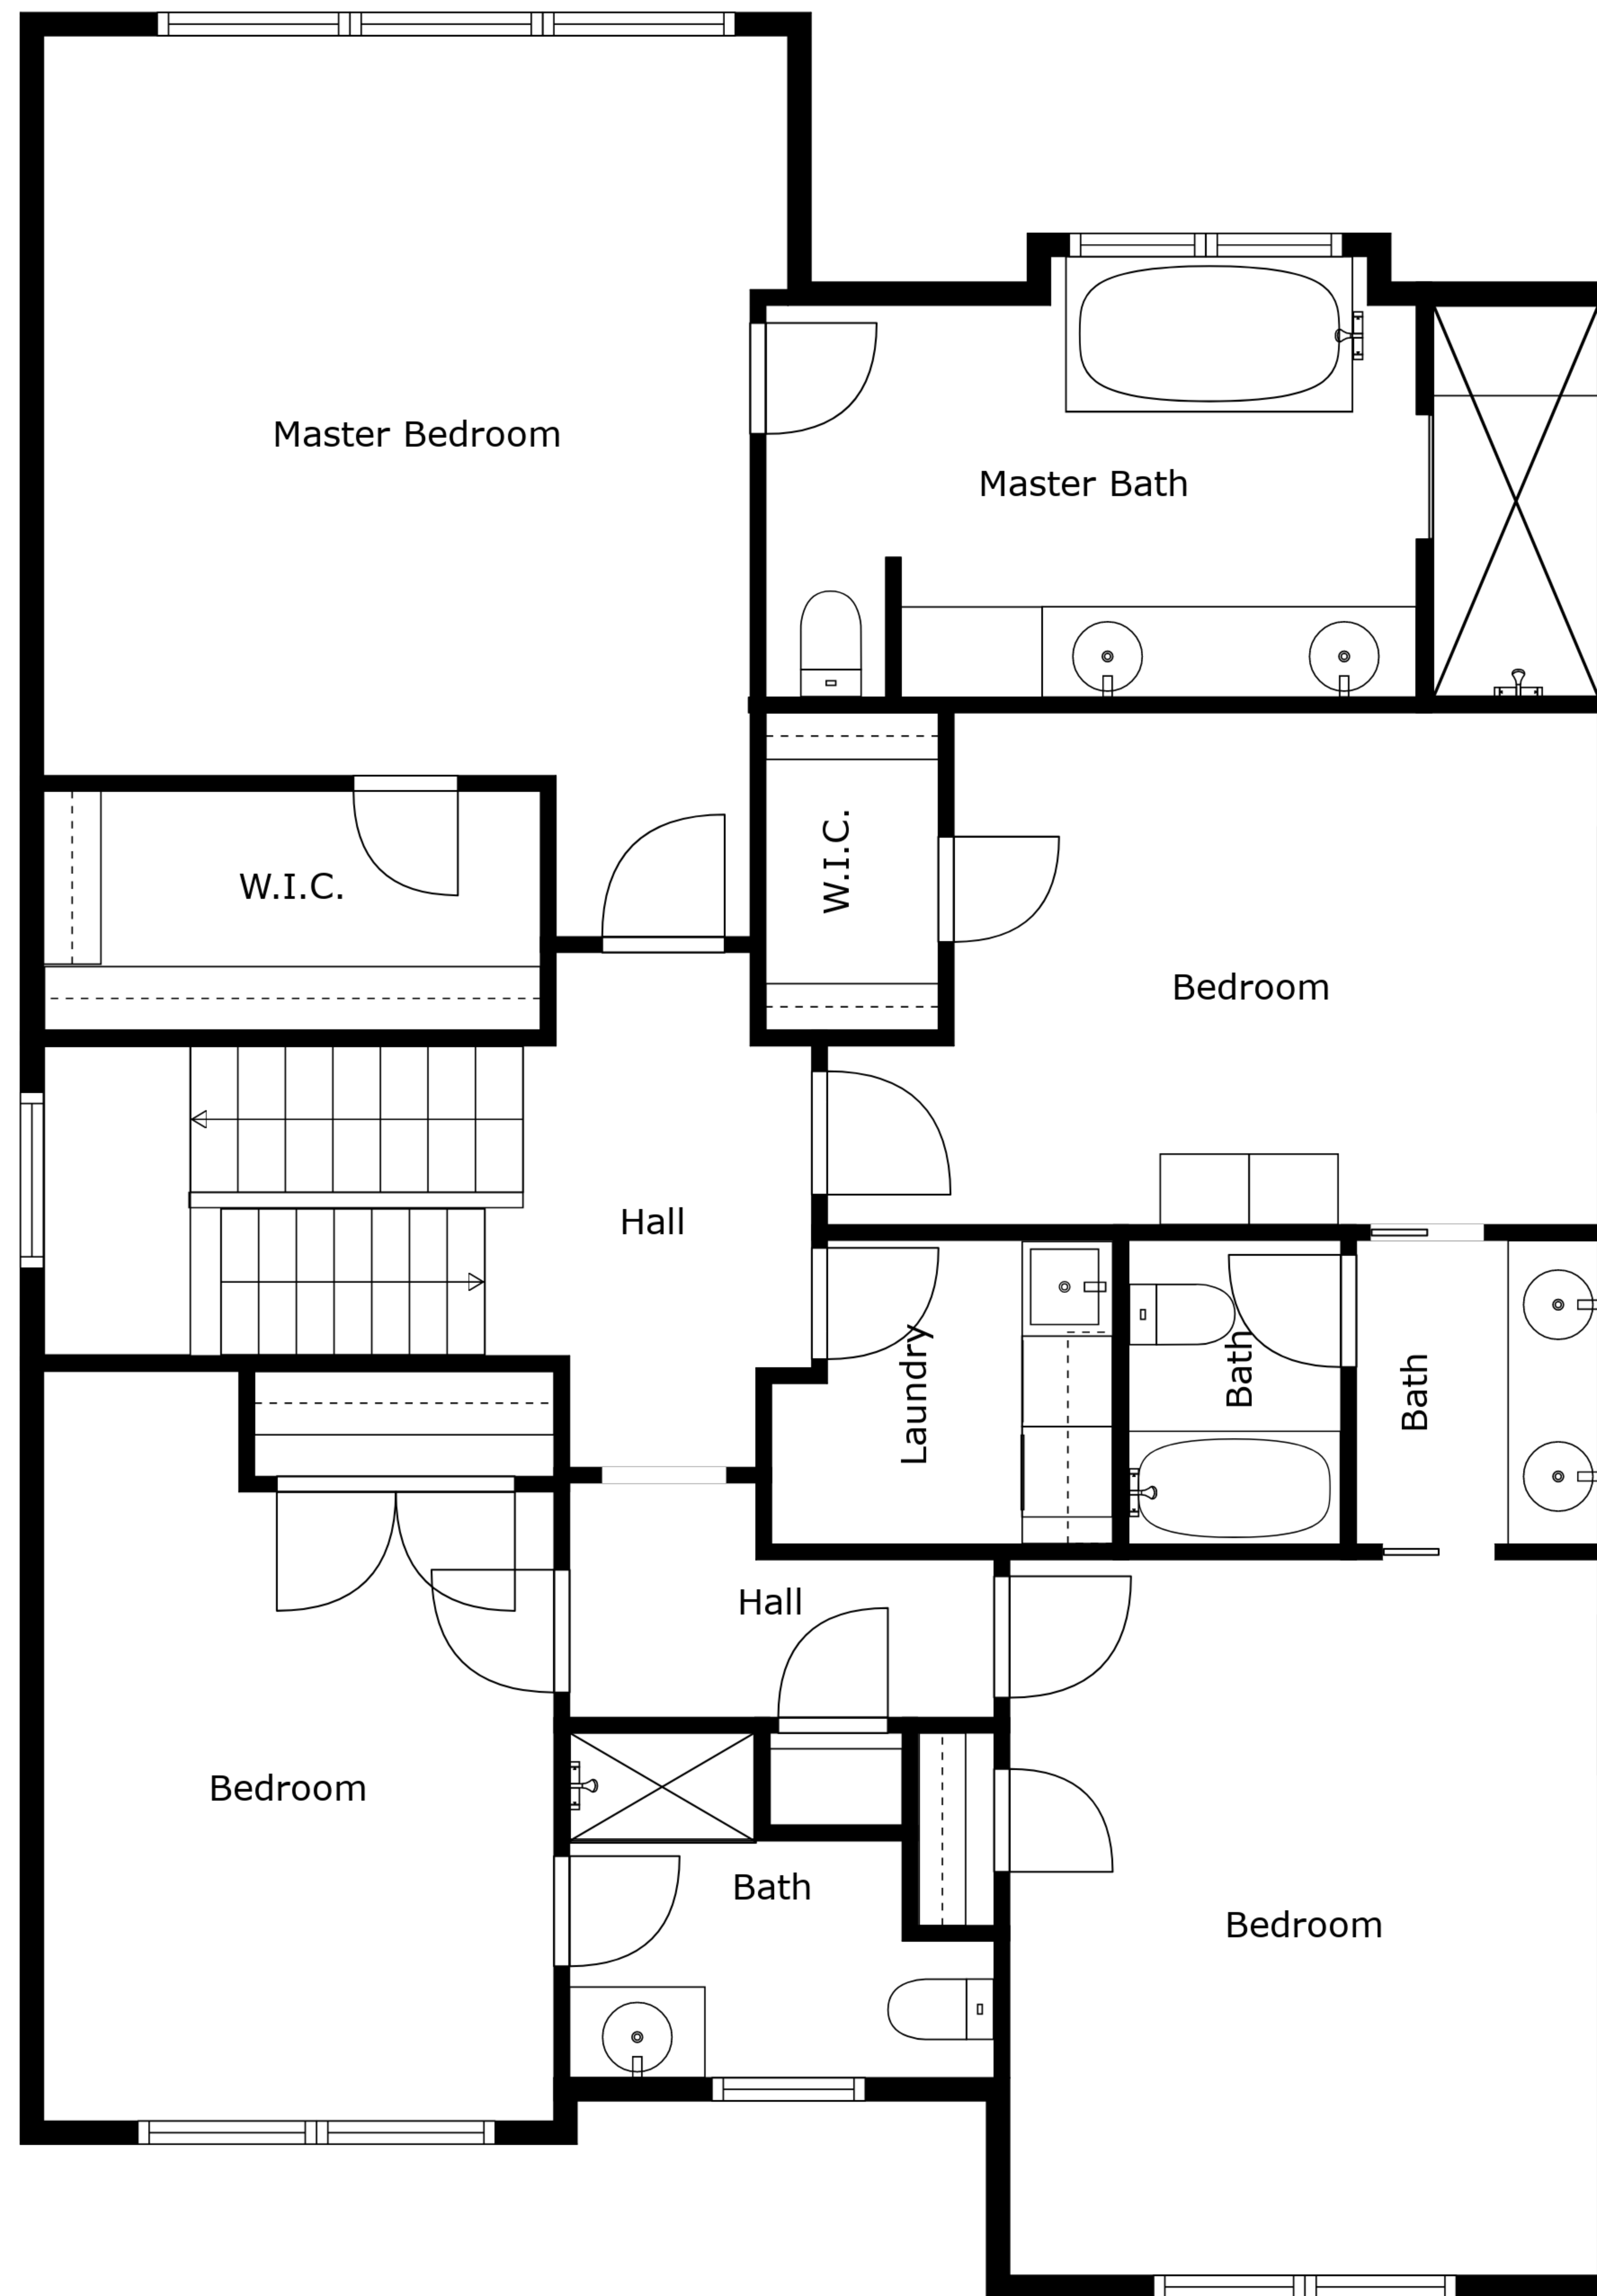 Master Bedroom
Master Bath
W.I.C.
W.I.C.
Bedroom
Hall
Laundry
Bath
Bath
Hall
Bedroom
Bath
Bedroom